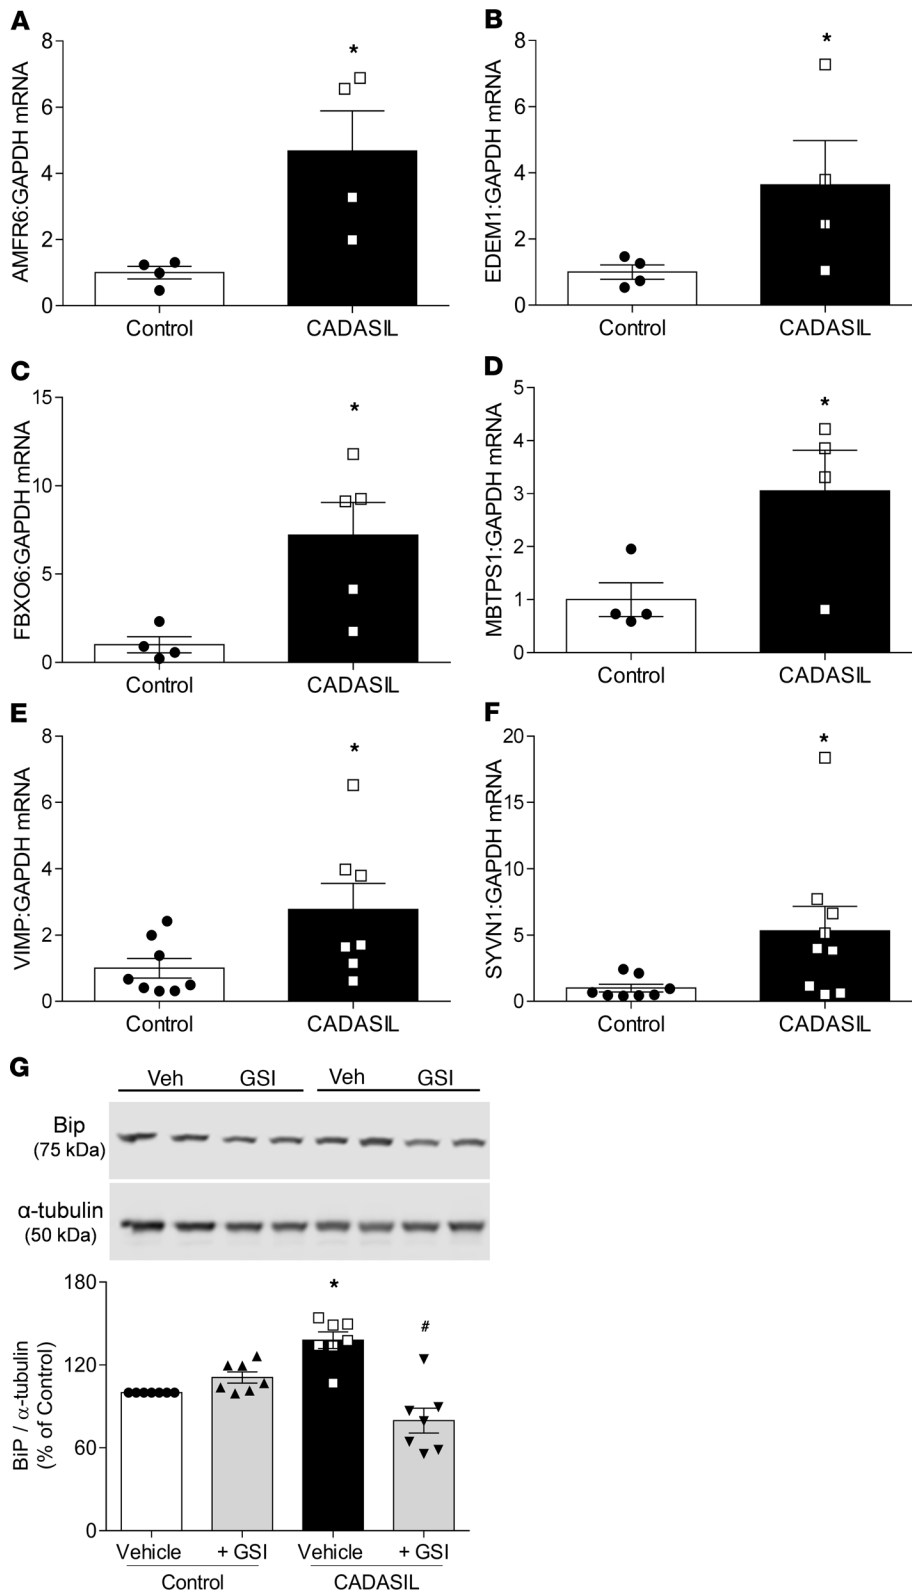 A
AMFR6:GAPDH mRNA
8
6
4
2
0
*
Control
CADASIL
B
EDEM1:GAPDH mRNA
8
6
4
2
0
*
Control
CADASIL
C
FBXO6:GAPDH mRNA
15
10
5
0
*
Control
CADASIL
D
MBTPS1:GAPDH mRNA
5
4
3
2
1
0
*
Control
CADASIL
E
VIMP:GAPDH mRNA
8
6
4
2
0
*
Control
CADASIL
F
SYVN1:GAPDH mRNA
20
15
10
5
0
*
Control
CADASIL
G
Veh GSI Veh GSI
Bip
(75 kDa)
α-tubulin
(50 kDa)
BiP / α-tubulin
(% of Control)
180
120
60
0
*
#
Vehicle + GSI Vehicle + GSI
Control CADASIL